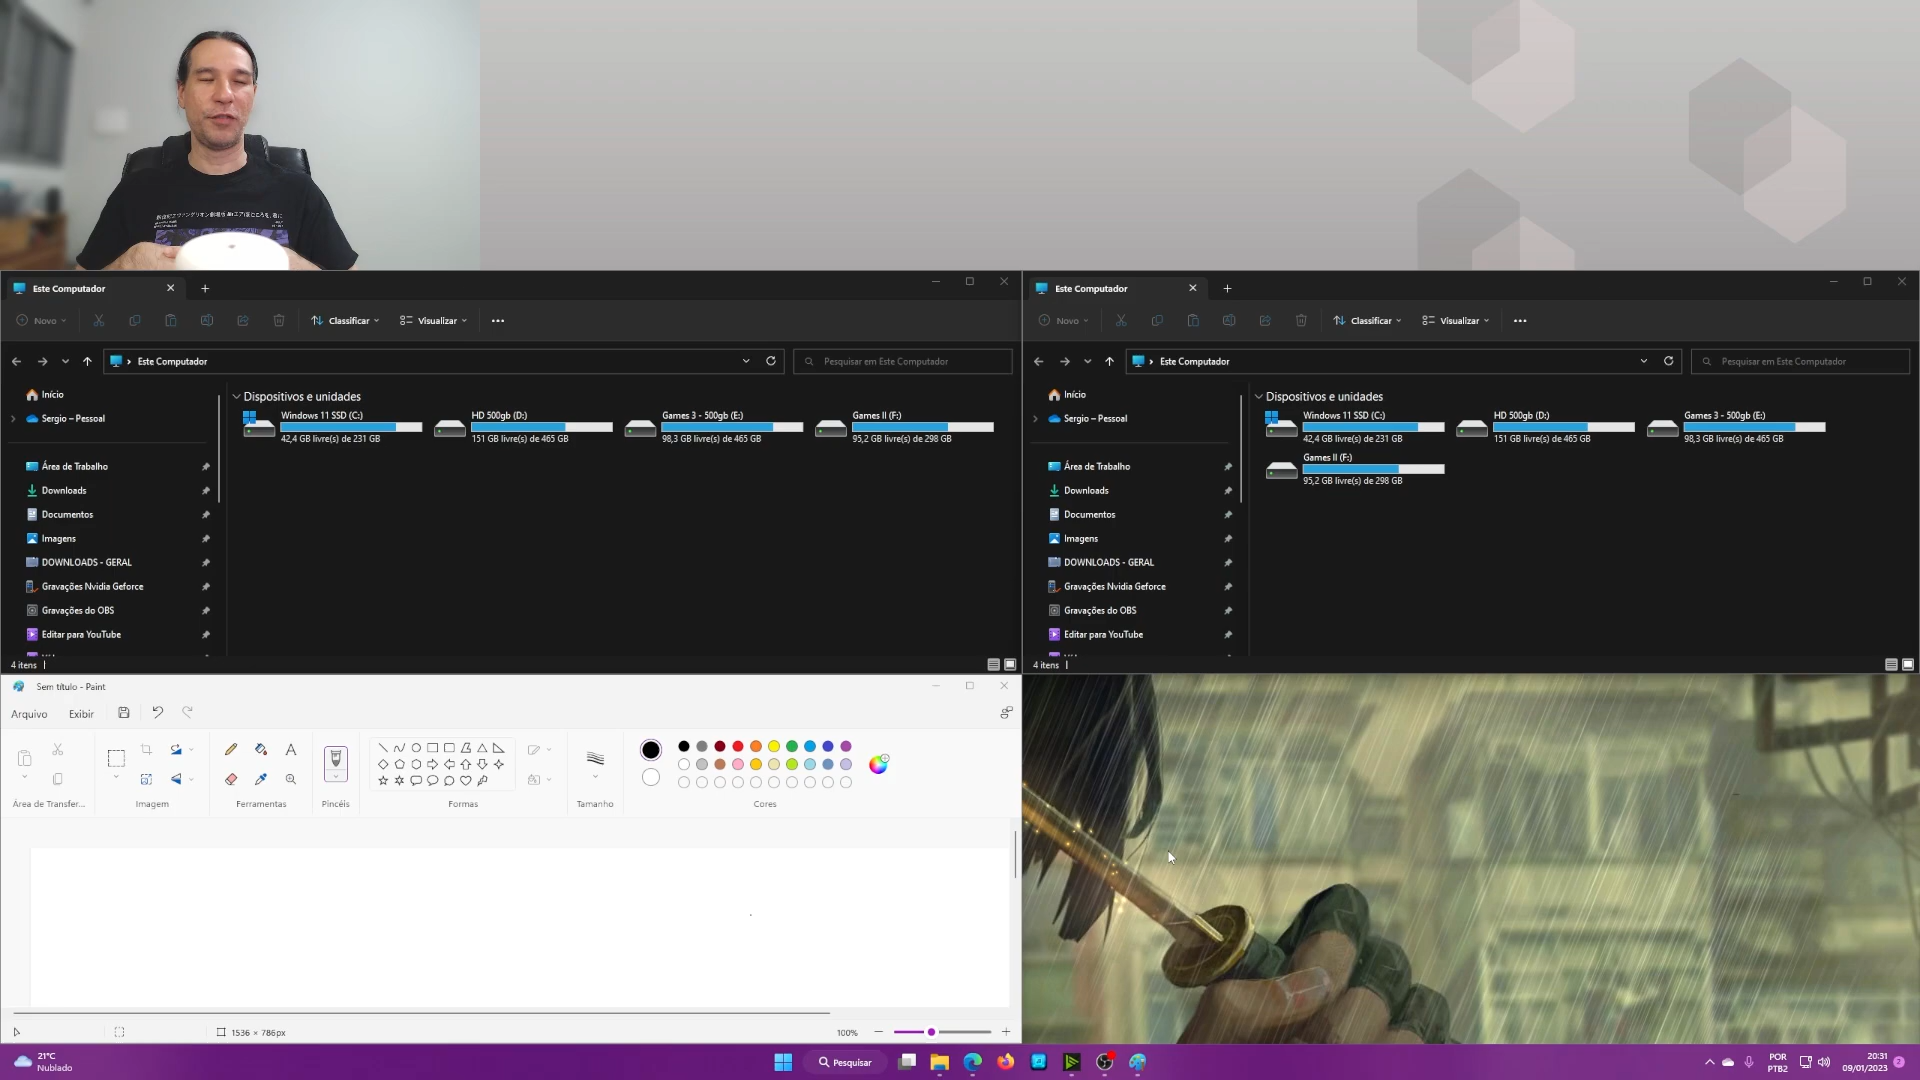 Este Computador
Novo
Classificar
Visualizar
Este Computador
Pesquisar em Este Computador
Início
Sergio – Pessoal
Área de Trabalho
Downloads
Documentos
Imagens
DOWNLOADS - GERAL
Gravações Nvidia Geforce
Gravações do OBS
Editar para YouTube
Dispositivos e unidades
Windows 11 SSD (C:)
42,4 GB livre(s) de 231 GB
HD 500gb (D:)
151 GB livre(s) de 465 GB
Games 3 - 500gb (E:)
98,3 GB livre(s) de 465 GB
Games II (F:)
95,2 GB livre(s) de 298 GB
4 itens
Este Computador
Novo
Classificar
Visualizar
Este Computador
Pesquisar em Este Computador
Início
Sergio – Pessoal
Área de Trabalho
Downloads
Documentos
Imagens
DOWNLOADS - GERAL
Gravações Nvidia Geforce
Gravações do OBS
Editar para YouTube
Dispositivos e unidades
Windows 11 SSD (C:)
42,4 GB livre(s) de 231 GB
HD 500gb (D:)
151 GB livre(s) de 465 GB
Games 3 - 500gb (E:)
98,3 GB livre(s) de 465 GB
Games II (F:)
95,2 GB livre(s) de 298 GB
4 itens
Sem título - Paint
Arquivo
Exibir
Área de Transfer...
Imagem
Ferramentas
Pincéis
Formas
Tamanho
Cores
1536 × 786px
100%
21°C
Nublado
Pesquisar
POR
PTB2
20:31
09/01/2023
2